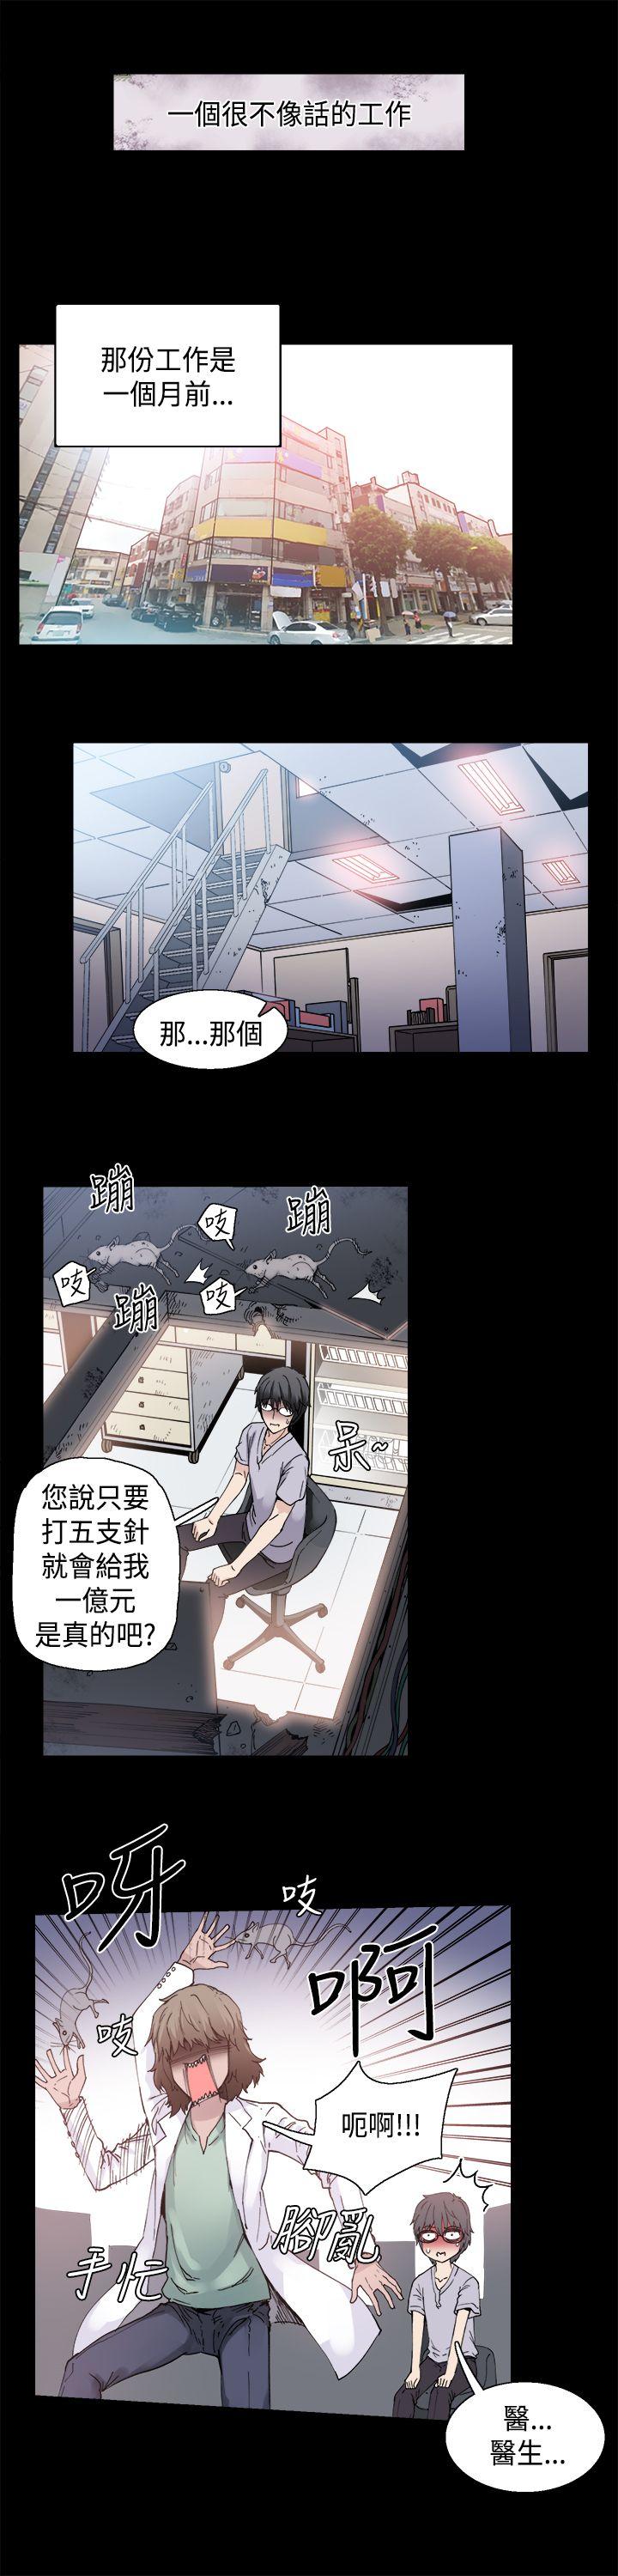 一個很不像話的工作
那份工作是
一個月前...
那...那個
蹦
吱
蹦
吱
吱
蹦
呆~
您說只要
打五支針
就會給我
一億元
是真的吧?
呀
吱
啊
吱
呃啊!!!
手忙
腳亂
醫...
醫生...